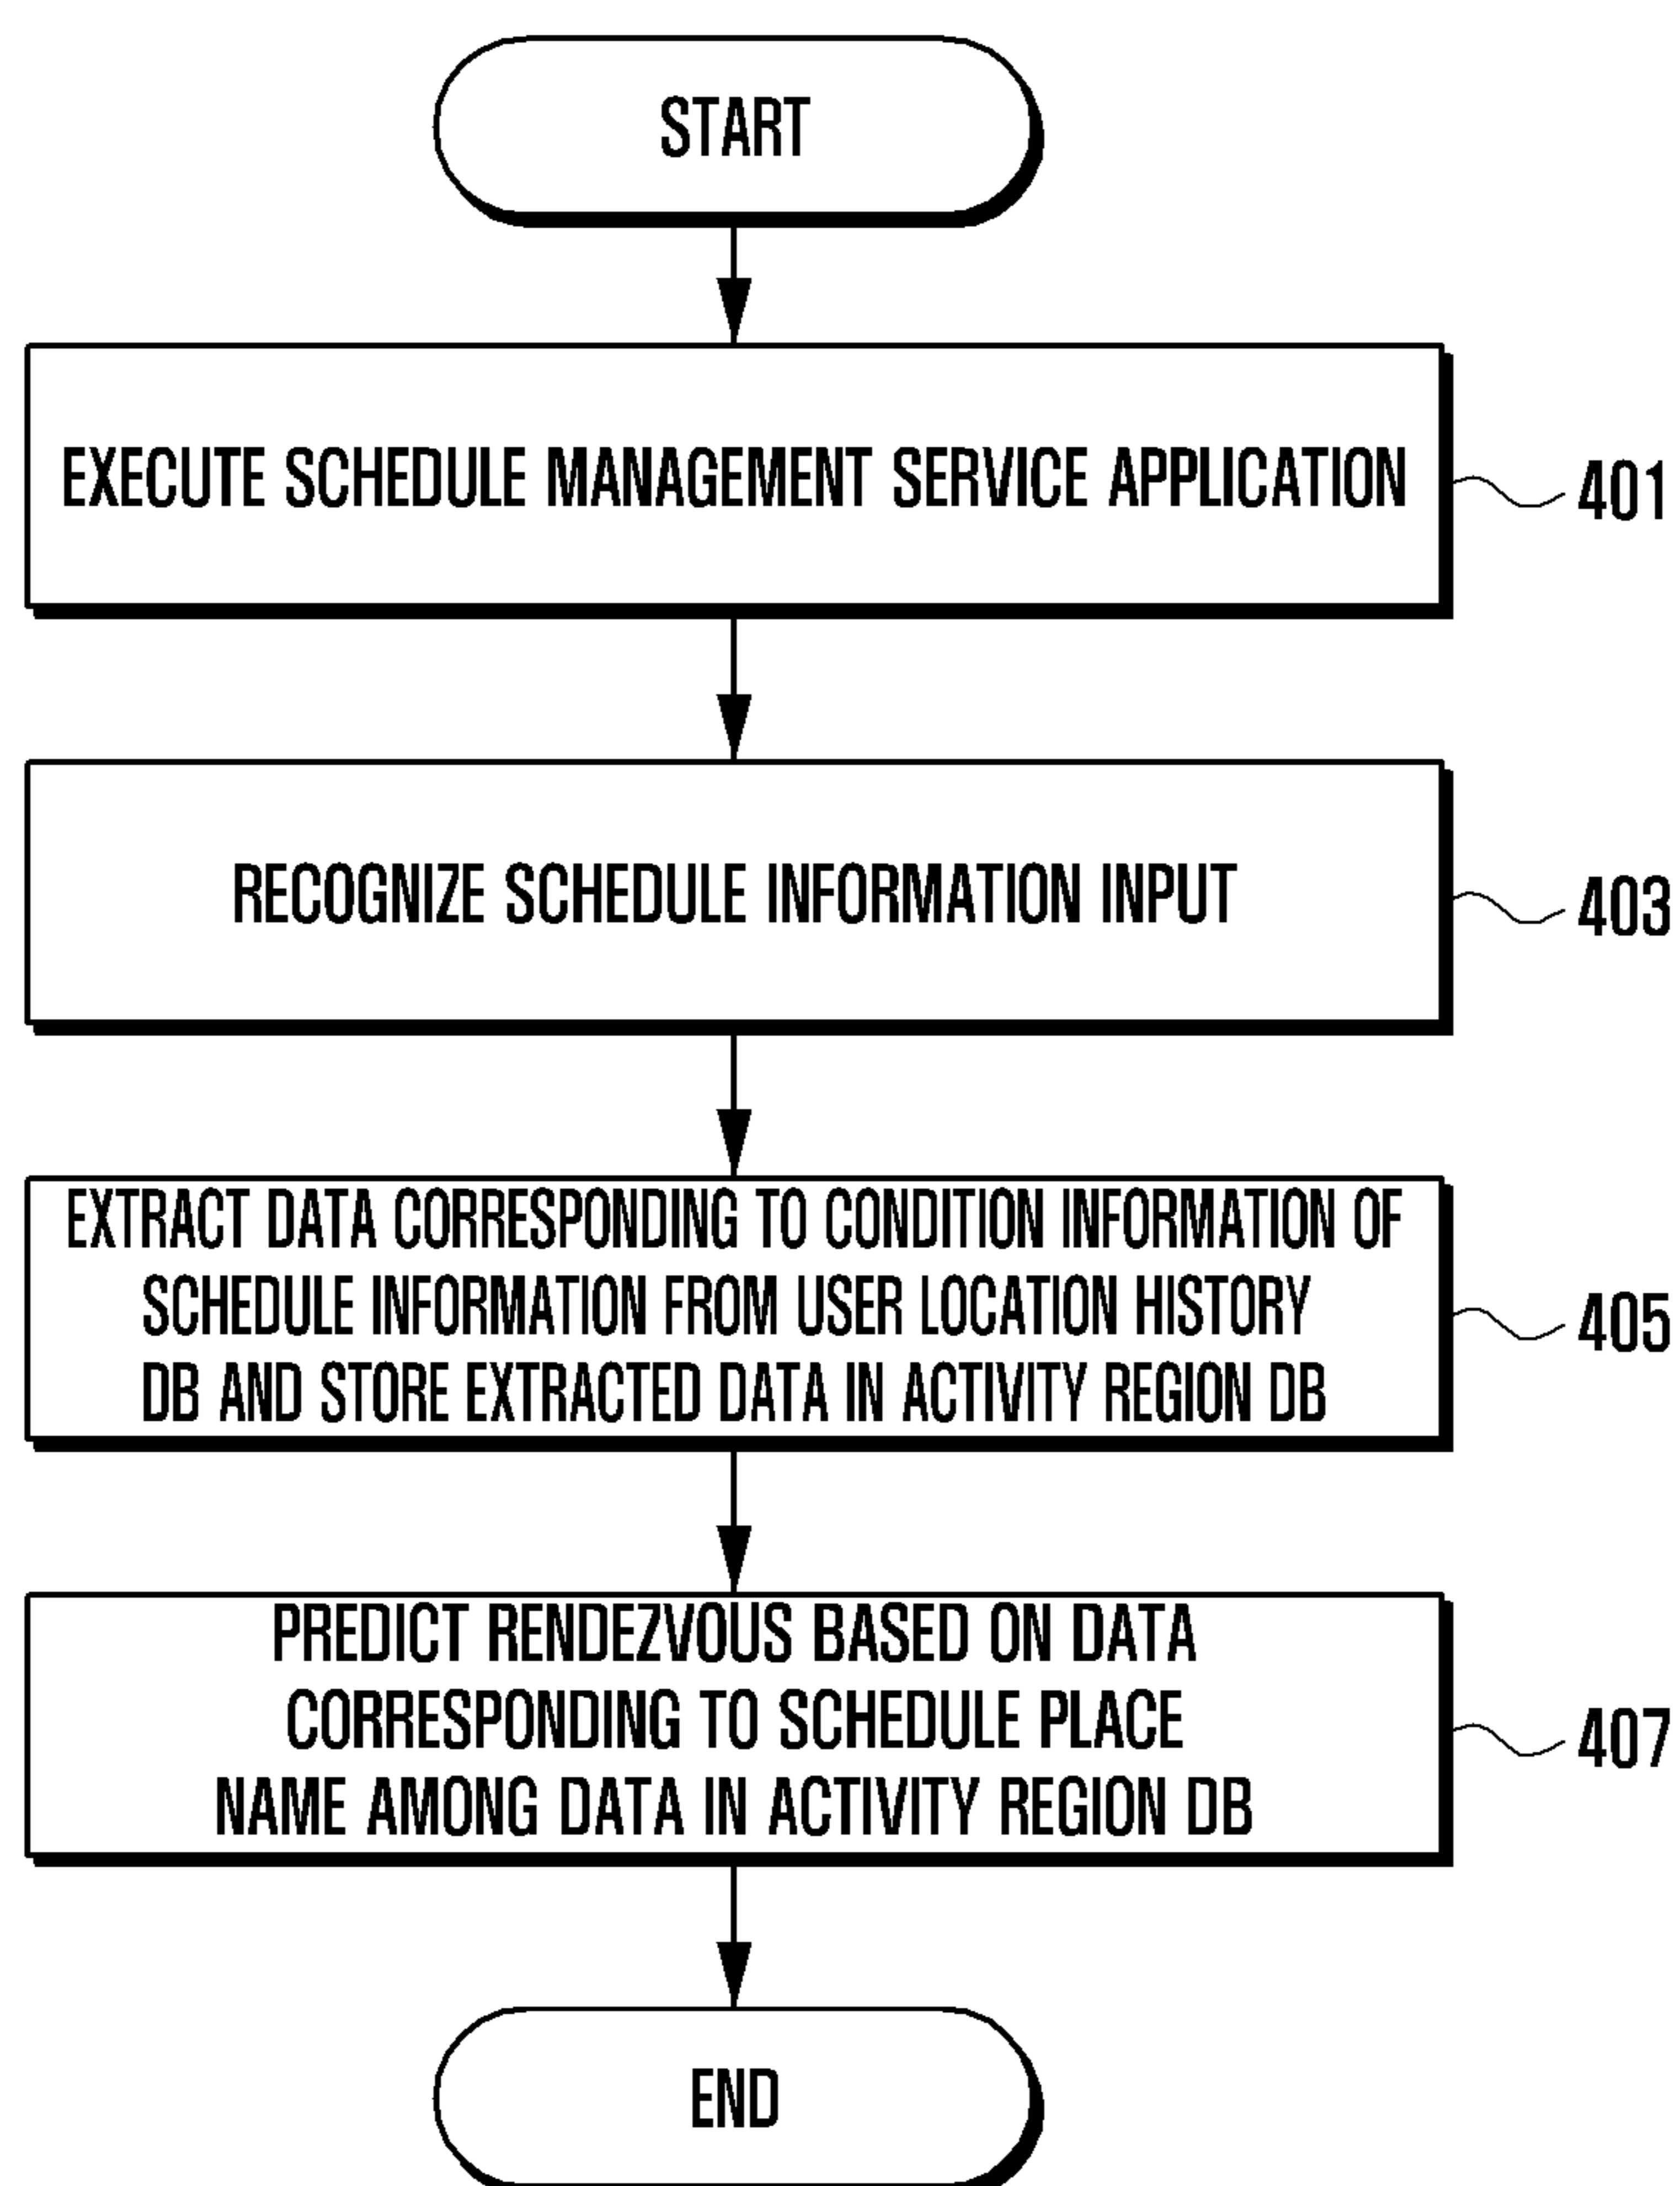 START
EXECUTE SCHEDULE MANAGEMENT SERVICE APPLICATION
401
RECOGNIZE SCHEDULE INFORMATION INPUT
403
EXTRACT DATA CORRESPONDING TO CONDITION INFORMATION OF
SCHEDULE INFORMATION FROM USER LOCATION HISTORY
DB AND STORE EXTRACTED DATA IN ACTIVITY REGION DB
405
PREDICT RENDEZVOUS BASED ON DATA
CORRESPONDING TO SCHEDULE PLACE
NAME AMONG DATA IN ACTIVITY REGION DB
407
END